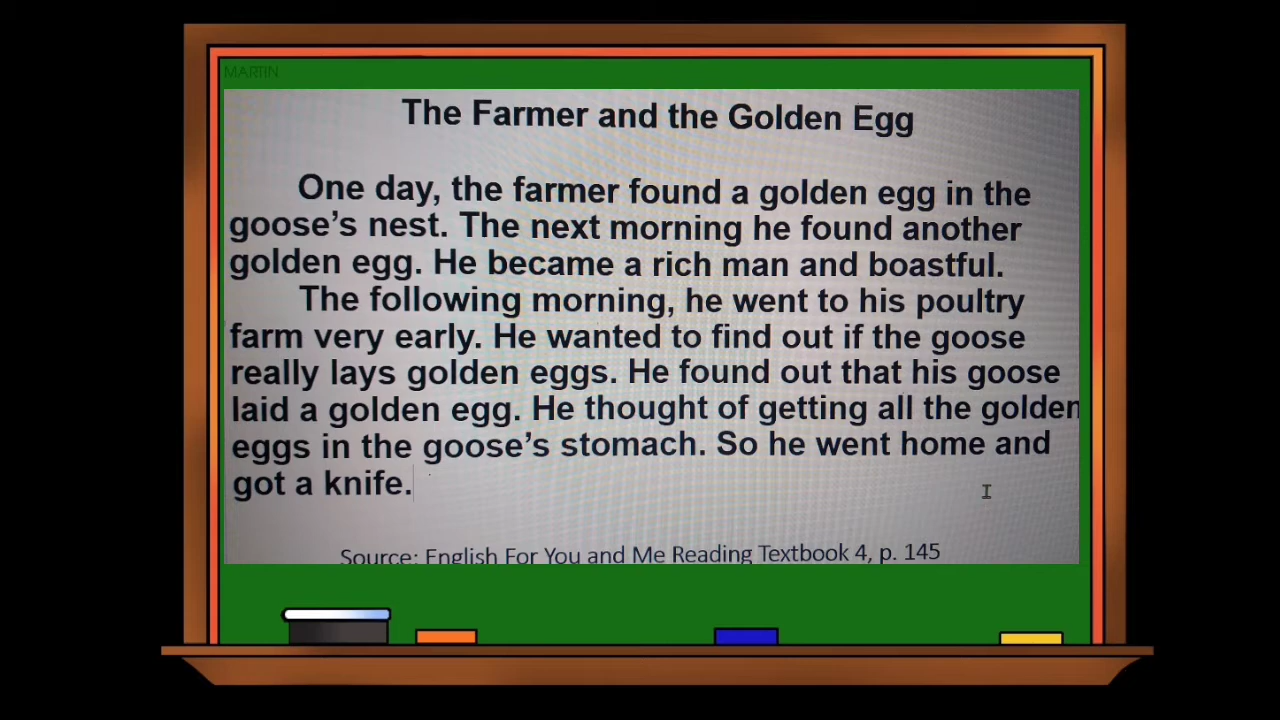 MARTIN
The Farmer and the Golden Egg
One day, the farmer found a golden egg in the
goose's nest. The next morning he found another
golden egg. He became a rich man and boastful.
The following morning, he went to his poultry
farm very early. He wanted to find out if the goose
really lays golden eggs. He found out that his goose
laid a golden egg. He thought of getting all the golden
eggs in the goose's stomach. So he went home and
got a knife.
Source: English For You and Me Reading Textbook 4, p. 145